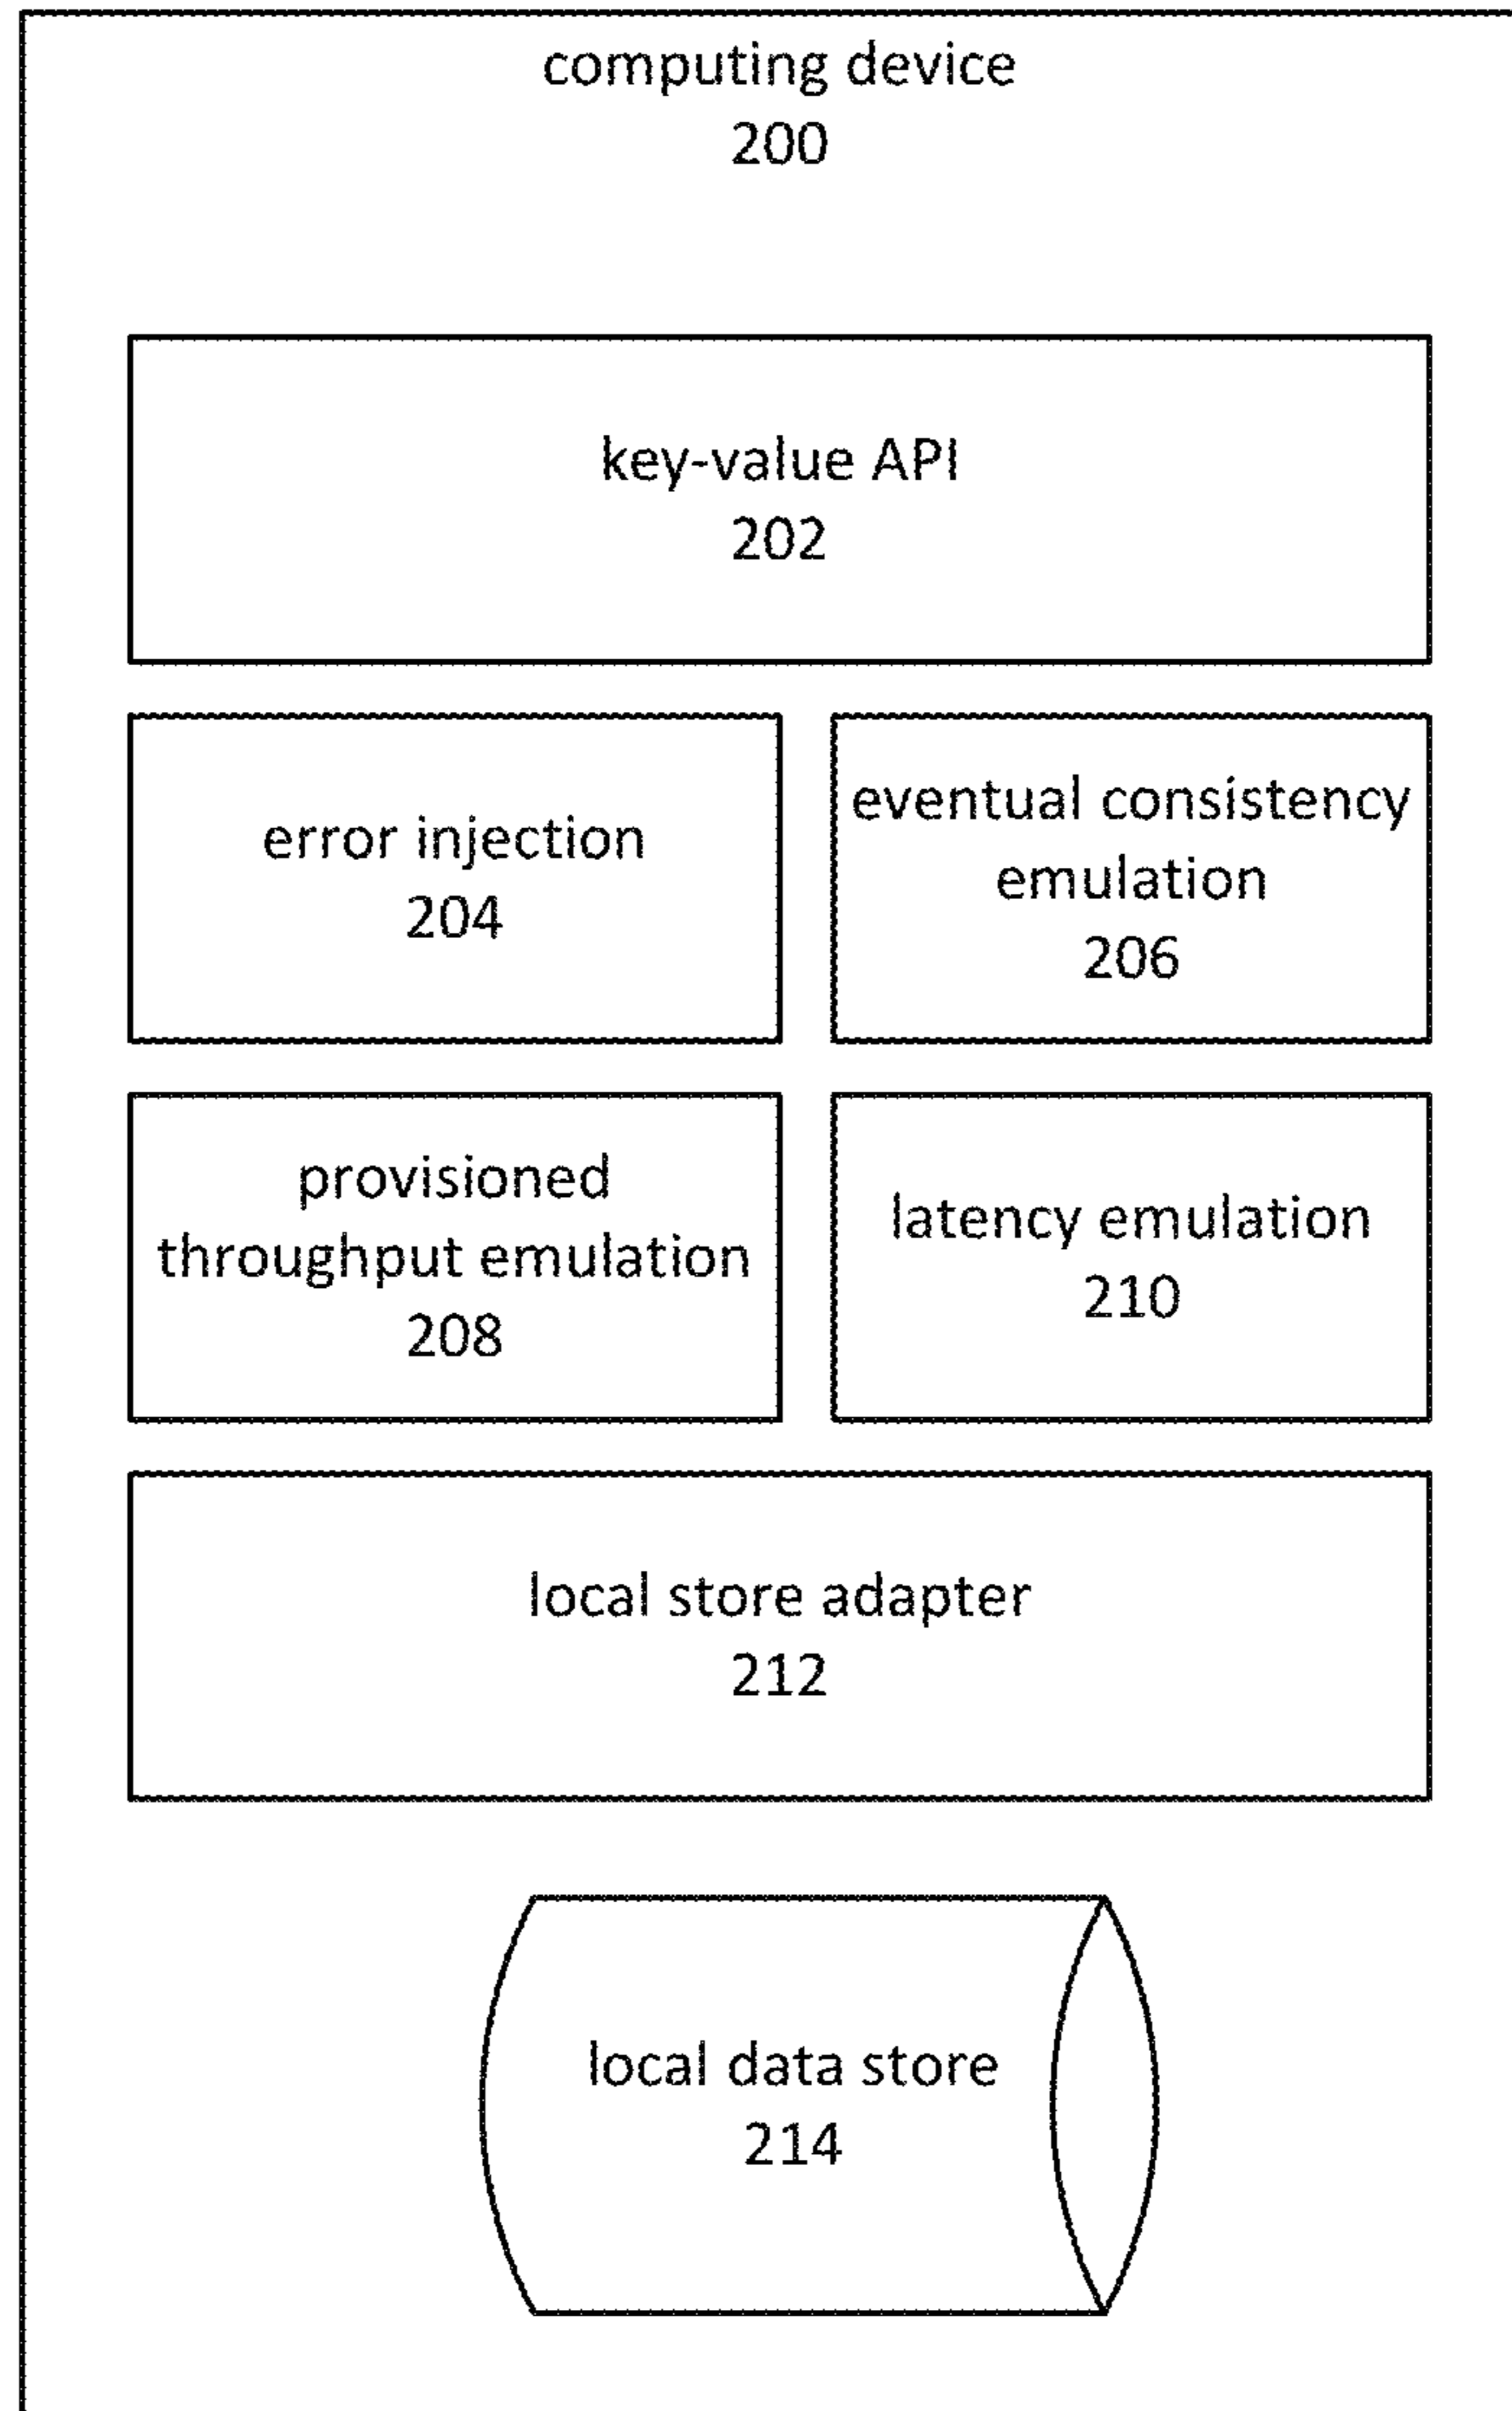 computing device
200
key-value API
202
error injection
204
eventual consistency
emulation
206
provisioned
throughput emulation
208
latency emulation
210
local store adapter
212
local data store
214